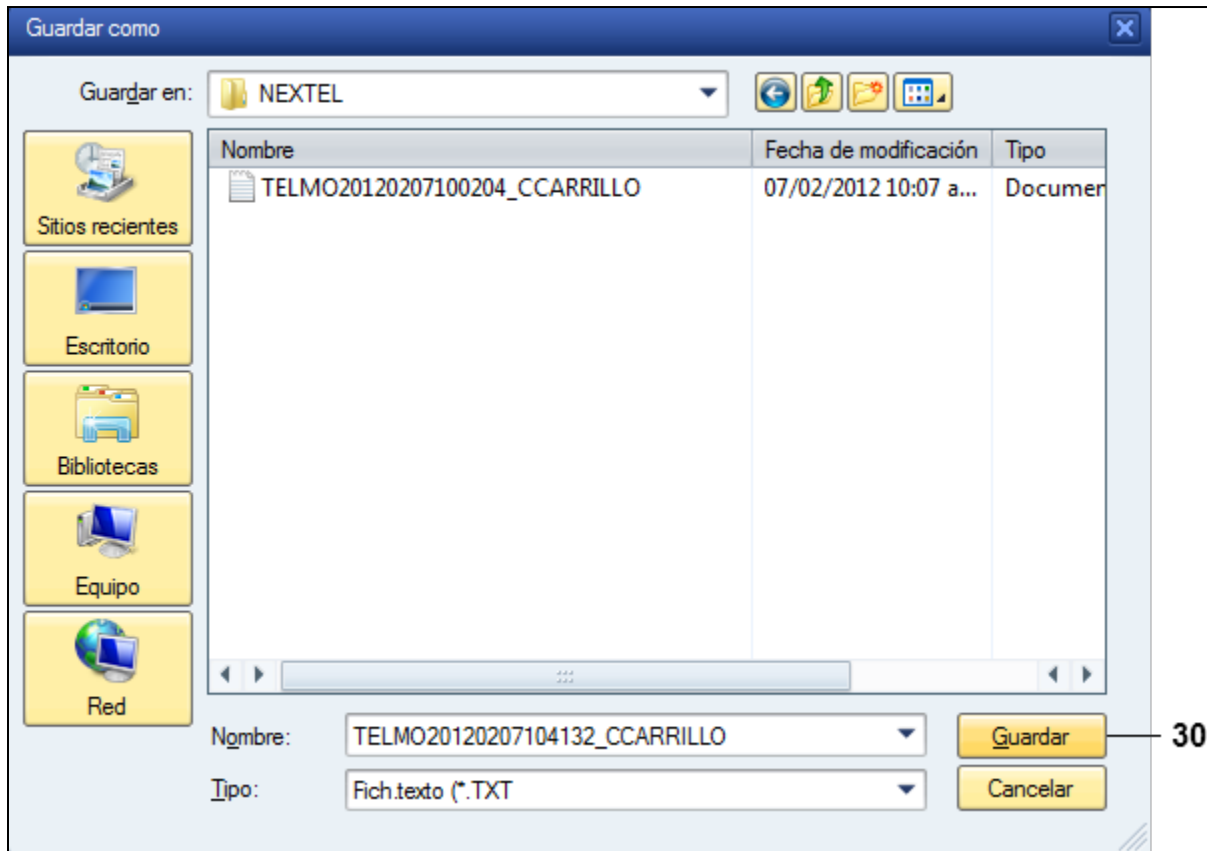 Guardar como
Guardar en: NEXTEL
Nombre Fecha de modificación Tipo
TELMO20120207100204_CCARRILLO 07/02/2012 10:07 a... Documen
Sitios recientes
Escritorio
Bibliotecas
Equipo
Red
Nombre: TELMO20120207104132_CCARRILLO Guardar 30
Tipo: Fich.texto (*.TXT Cancelar